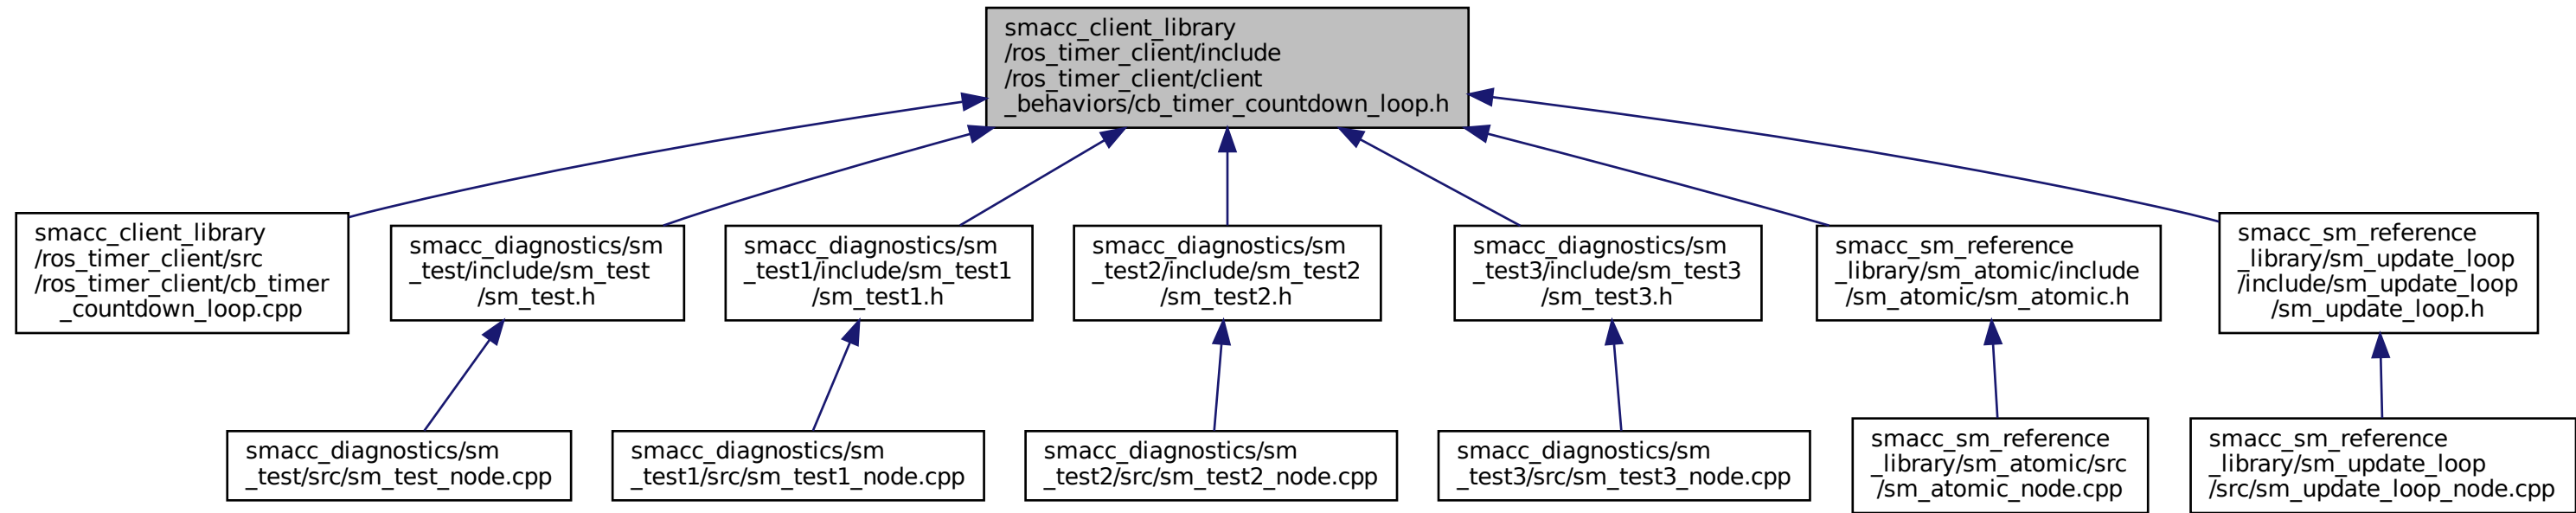 smacc_client_library
/ros_timer_client/include
/ros_timer_client/client
_behaviors/cb_timer_countdown_loop.h
smacc_client_library
/ros_timer_client/src
/ros_timer_client/cb_timer
_countdown_loop.cpp
smacc_diagnostics/sm
_test/include/sm_test
/sm_test.h
smacc_diagnostics/sm
_test1/include/sm_test1
/sm_test1.h
smacc_diagnostics/sm
_test2/include/sm_test2
/sm_test2.h
smacc_diagnostics/sm
_test3/include/sm_test3
/sm_test3.h
smacc_sm_reference
_library/sm_atomic/include
/sm_atomic/sm_atomic.h
smacc_sm_reference
_library/sm_update_loop
/include/sm_update_loop
/sm_update_loop.h
smacc_diagnostics/sm
_test/src/sm_test_node.cpp
smacc_diagnostics/sm
_test1/src/sm_test1_node.cpp
smacc_diagnostics/sm
_test2/src/sm_test2_node.cpp
smacc_diagnostics/sm
_test3/src/sm_test3_node.cpp
smacc_sm_reference
_library/sm_atomic/src
/sm_atomic_node.cpp
smacc_sm_reference
_library/sm_update_loop
/src/sm_update_loop_node.cpp